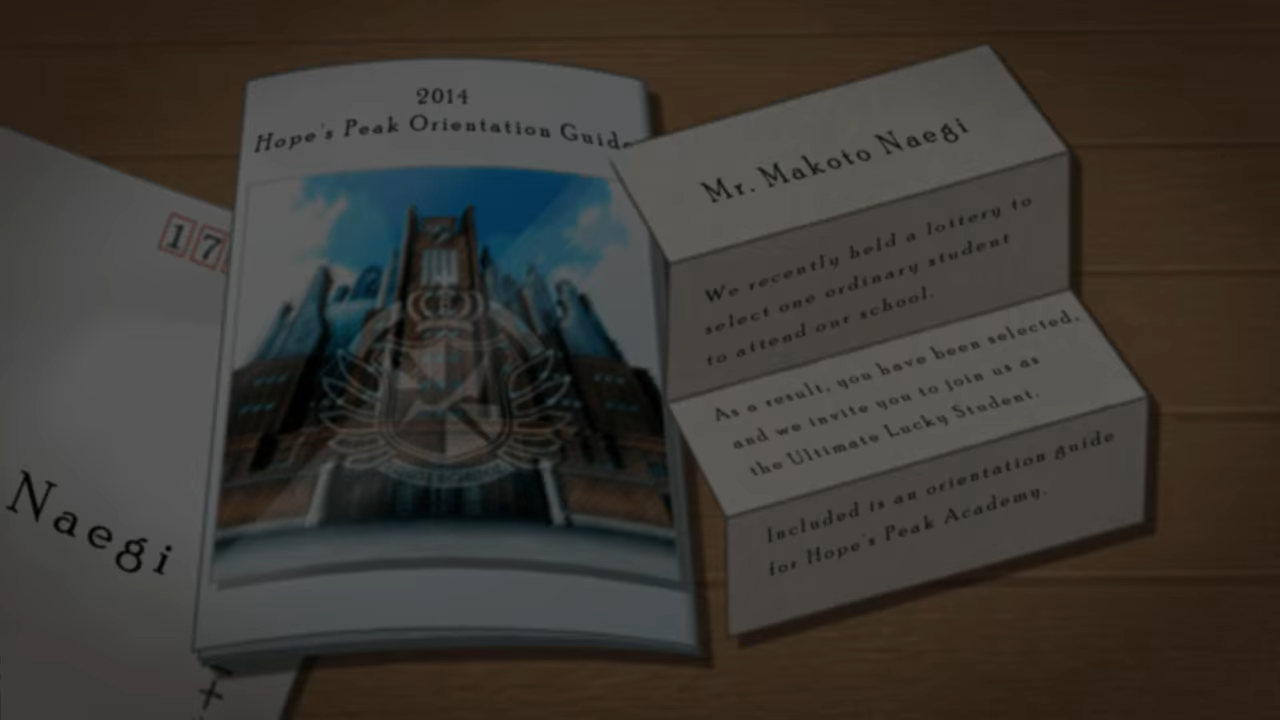 2014
Hope's Peak Orientation Guide
17
Naegi
Mr. Makoto Naegi
We recently held a lottery to
select one ordinary student
to attend our school.
As a result, you have been selected,
and we invite you to join us as
the Ultimate Lucky Student.
Included is an orientation guide
for Hope's Peak Academy.